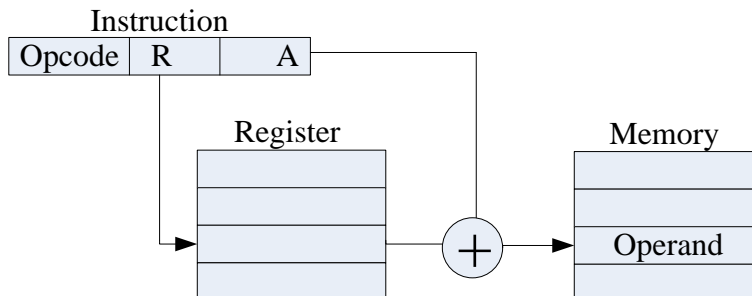 Instruction
Opcode R A
Register
Memory
+
Operand